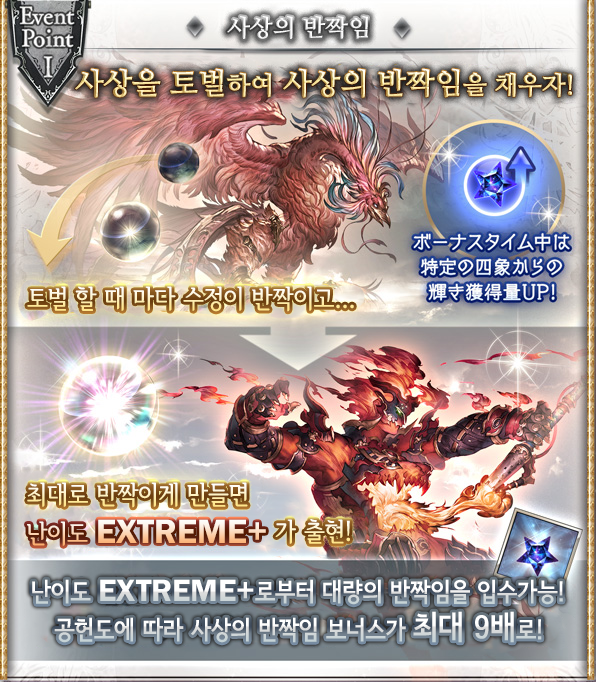 Event
Point
I
사상의 반짝임
사상을 토벌하여 사상의 반짝임을 채우자!
ボーナスタイム中は
特定の四象からの
輝き獲得量UP!
토벌 할 때 마다 수정이 반짝이고...
최대로 반짝이게 만들면
난이도 EXTREME+ 가 출현!
난이도 EXTREME+로부터 대량의 반짝임을 입수가능!
공헌도에 따라 사상의 반짝임 보너스가 최대 9배로!